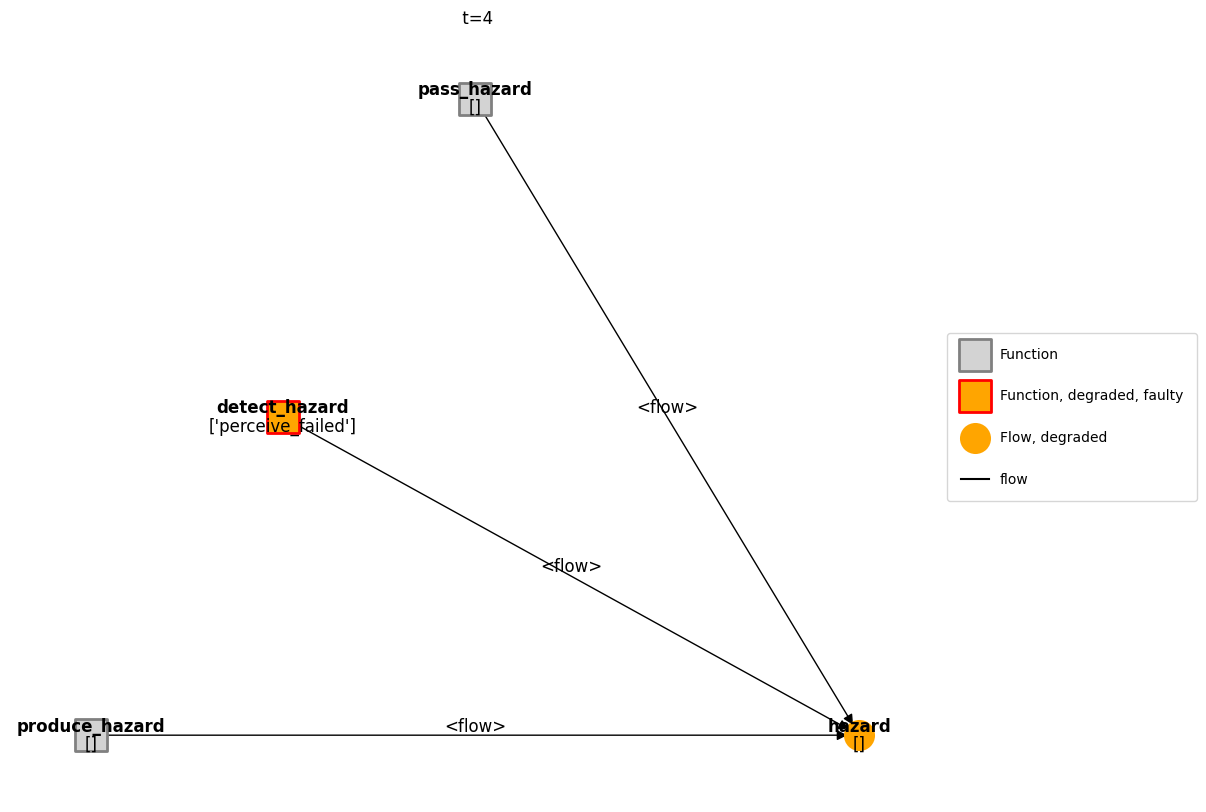 t=4
pass_hazard
[]
<flow>
Function
Function, degraded, faulty
Flow, degraded
flow
detect_hazard
['perceive_failed']
<flow>
produce_hazard
[]
<flow>
hazard
[]